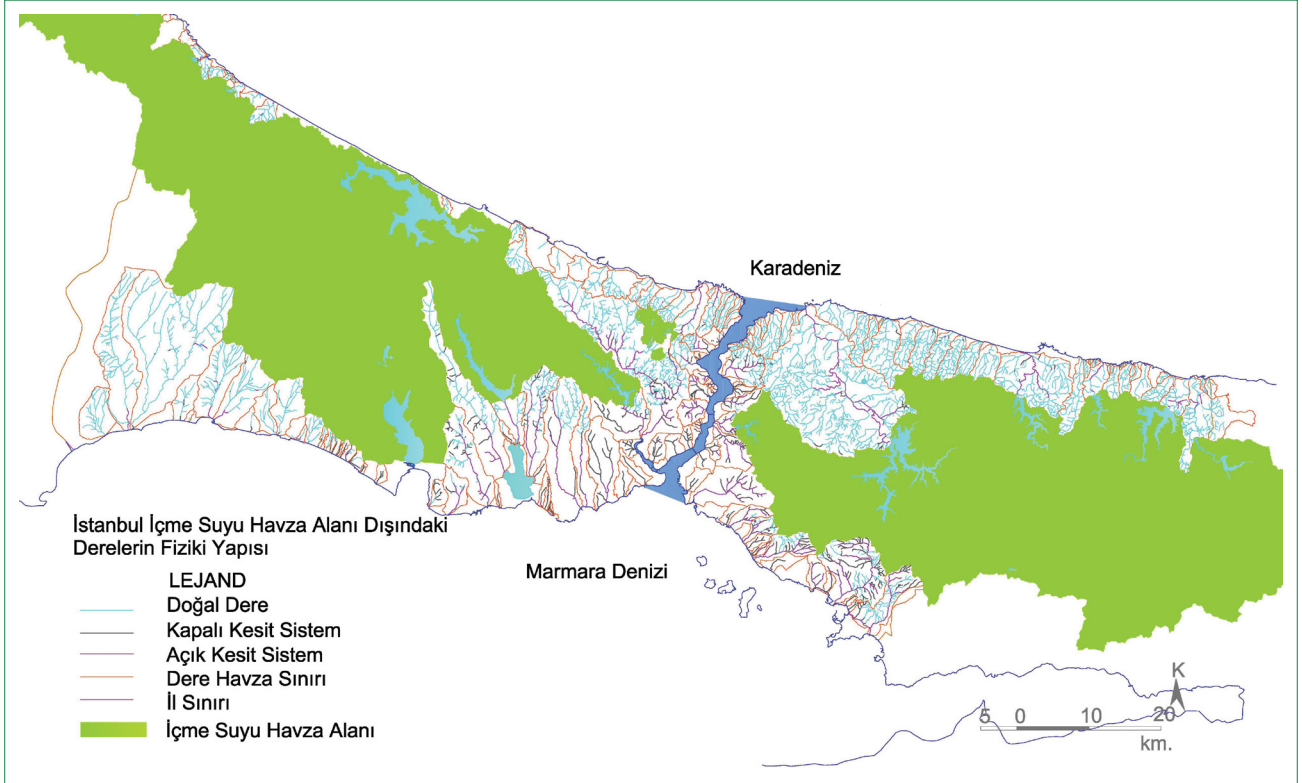 Karadeniz
İstanbul İçme Suyu Havza Alanı Dışındaki
Derelerin Fiziki Yapısı
Marmara Denizi
LEJAND
Doğal Dere
Kapalı Kesit Sistem
Açık Kesit Sistem
Dere Havza Sınırı
İl Sınırı
İçme Suyu Havza Alanı
K
5 0 10 20
km.